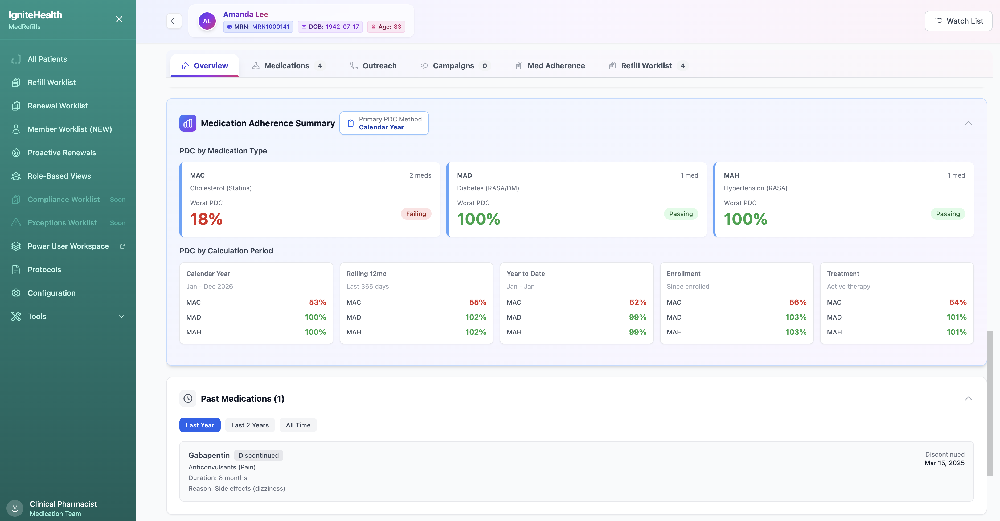 IgniteHealth
MedRefills
All Patients
Refill Worklist
Renewal Worklist
Member Worklist (NEW)
Proactive Renewals
Role-Based Views
Compliance Worklist Soon
Exceptions Worklist Soon
Power User Workspace
Protocols
Configuration
Tools
Clinical Pharmacist
Medication Team
AL
Amanda Lee
MRN: MRN1000141 DOB: 1942-07-17 Age: 83
Watch List
Overview Medications 4 Outreach Campaigns 0 Med Adherence Refill Worklist 4
Medication Adherence Summary
Primary PDC Method
Calendar Year
PDC by Medication Type
MAC 2 meds
Cholesterol (Statins)
Worst PDC
18% Failing
MAD 1 med
Diabetes (RASA/DM)
Worst PDC
100% Passing
MAH 1 med
Hypertension (RASA)
Worst PDC
100% Passing
PDC by Calculation Period
Calendar Year
Jan - Dec 2026
MAC 53%
MAD 100%
MAH 100%
Rolling 12mo
Last 365 days
MAC 55%
MAD 102%
MAH 102%
Year to Date
Jan - Jan
MAC 52%
MAD 99%
MAH 99%
Enrollment
Since enrolled
MAC 56%
MAD 103%
MAH 103%
Treatment
Active therapy
MAC 54%
MAD 101%
MAH 101%
Past Medications (1)
Last Year Last 2 Years All Time
Gabapentin Discontinued
Anticonvulsants (Pain)
Duration: 8 months
Reason: Side effects (dizziness)
Discontinued
Mar 15, 2025